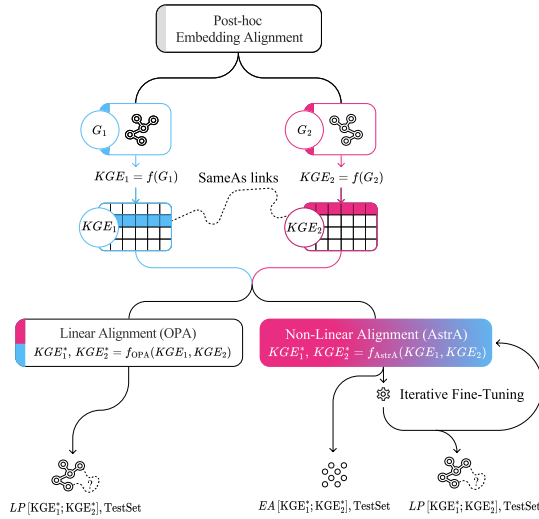 Post-hoc
Embedding Alignment
G₁
G₂
KGE₁ = f(G₁)
SameAs links
KGE₂ = f(G₂)
KGE₁
KGE₂
Linear Alignment (OPA)
KGE₁*, KGE₂* = f_OPA(KGE₁, KGE₂)
Non-Linear Alignment (AstrA)
KGE₁*, KGE₂* = f_AstrA(KGE₁, KGE₂)
Iterative Fine-Tuning
?
?
LP [KGE₁*; KGE₂*], TestSet
EA [KGE₁*; KGE₂*], TestSet
LP [KGE₁*; KGE₂*], TestSet